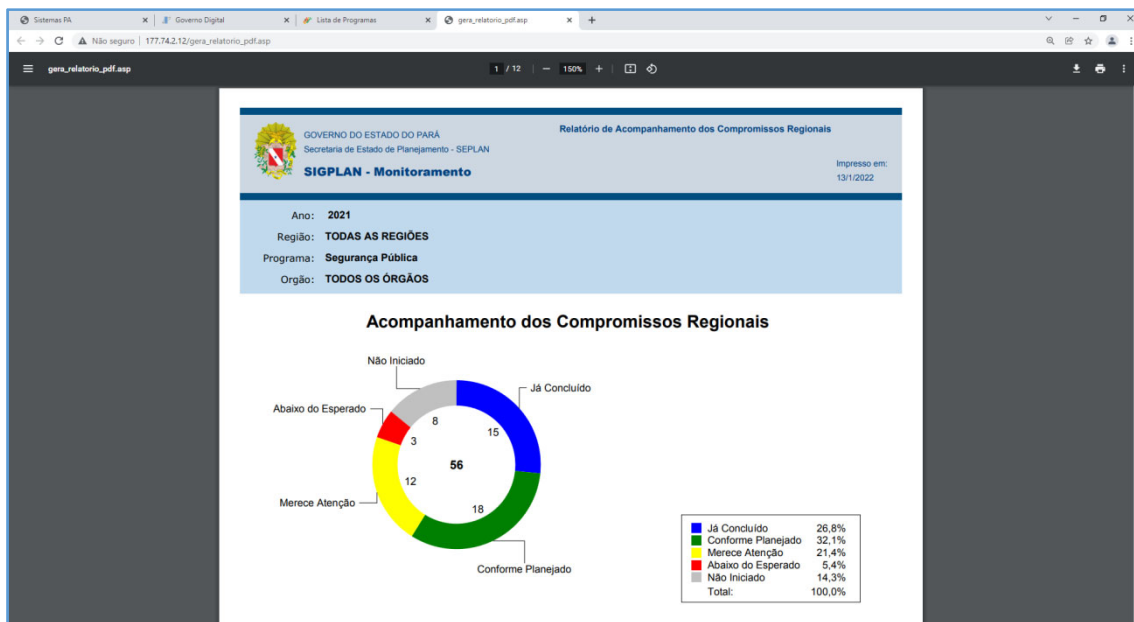 Sistemas PA
Governo Digital
Lista de Programas
gera_relatorio_pdf.asp
Não seguro | 177.74.2.12/gera_relatorio_pdf.asp
gera_relatorio_pdf.asp
1 / 12
150%
GOVERNO DO ESTADO DO PARÁ
Secretaria de Estado de Planejamento - SEPLAN
SIGPLAN - Monitoramento
Relatório de Acompanhamento dos Compromissos Regionais
Impresso em:
13/1/2022
Ano: 2021
Região: TODAS AS REGIÕES
Programa: Segurança Pública
Orgão: TODOS OS ÓRGÃOS
Acompanhamento dos Compromissos Regionais
Não Iniciado
Já Concluído
Abaixo do Esperado
8
15
3
56
12
Merece Atenção
18
Conforme Planejado
Já Concluído 26,8%
Conforme Planejado 32,1%
Merece Atenção 21,4%
Abaixo do Esperado 5,4%
Não Iniciado 14,3%
Total: 100,0%